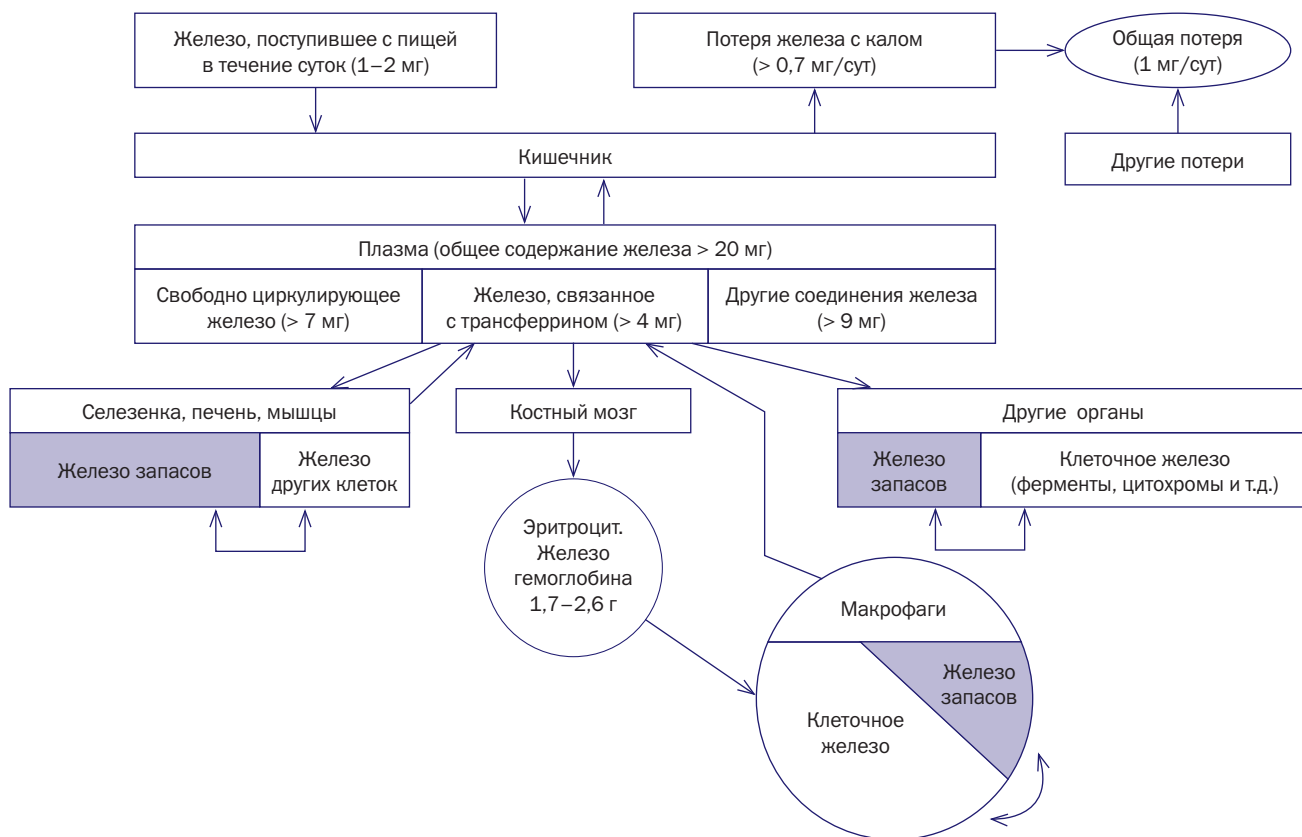 Железо, поступившее с пищей
в течение суток (1–2 мг)
Потеря железа с калом
(> 0,7 мг/сут)
Общая потеря
(1 мг/сут)
Кишечник
Другие потери
Плазма (общее содержание железа > 20 мг)
Свободно циркулирующее
железо (> 7 мг)
Железо, связанное
с трансферрином (> 4 мг)
Другие соединения железа
(> 9 мг)
Селезенка, печень, мышцы
Железо запасов
Железо
других клеток
Костный мозг
Другие органы
Железо
запасов
Клеточное железо
(ферменты, цитохромы и т.д.)
Эритроцит.
Железо
гемоглобина
1,7–2,6 г
Макрофаги
Железо
запасов
Клеточное
железо